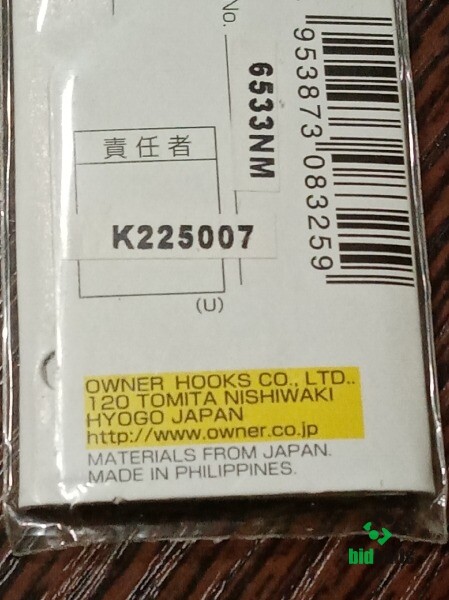 No.
6533NM
953873 083259
責任者
K225007
(U)
OWNER HOOKS CO., LTD..
120 TOMITA NISHIWAKI
HYOGO JAPAN
http://www.owner.co.jp
MATERIALS FROM JAPAN.
MADE IN PHILIPPINES.
bid